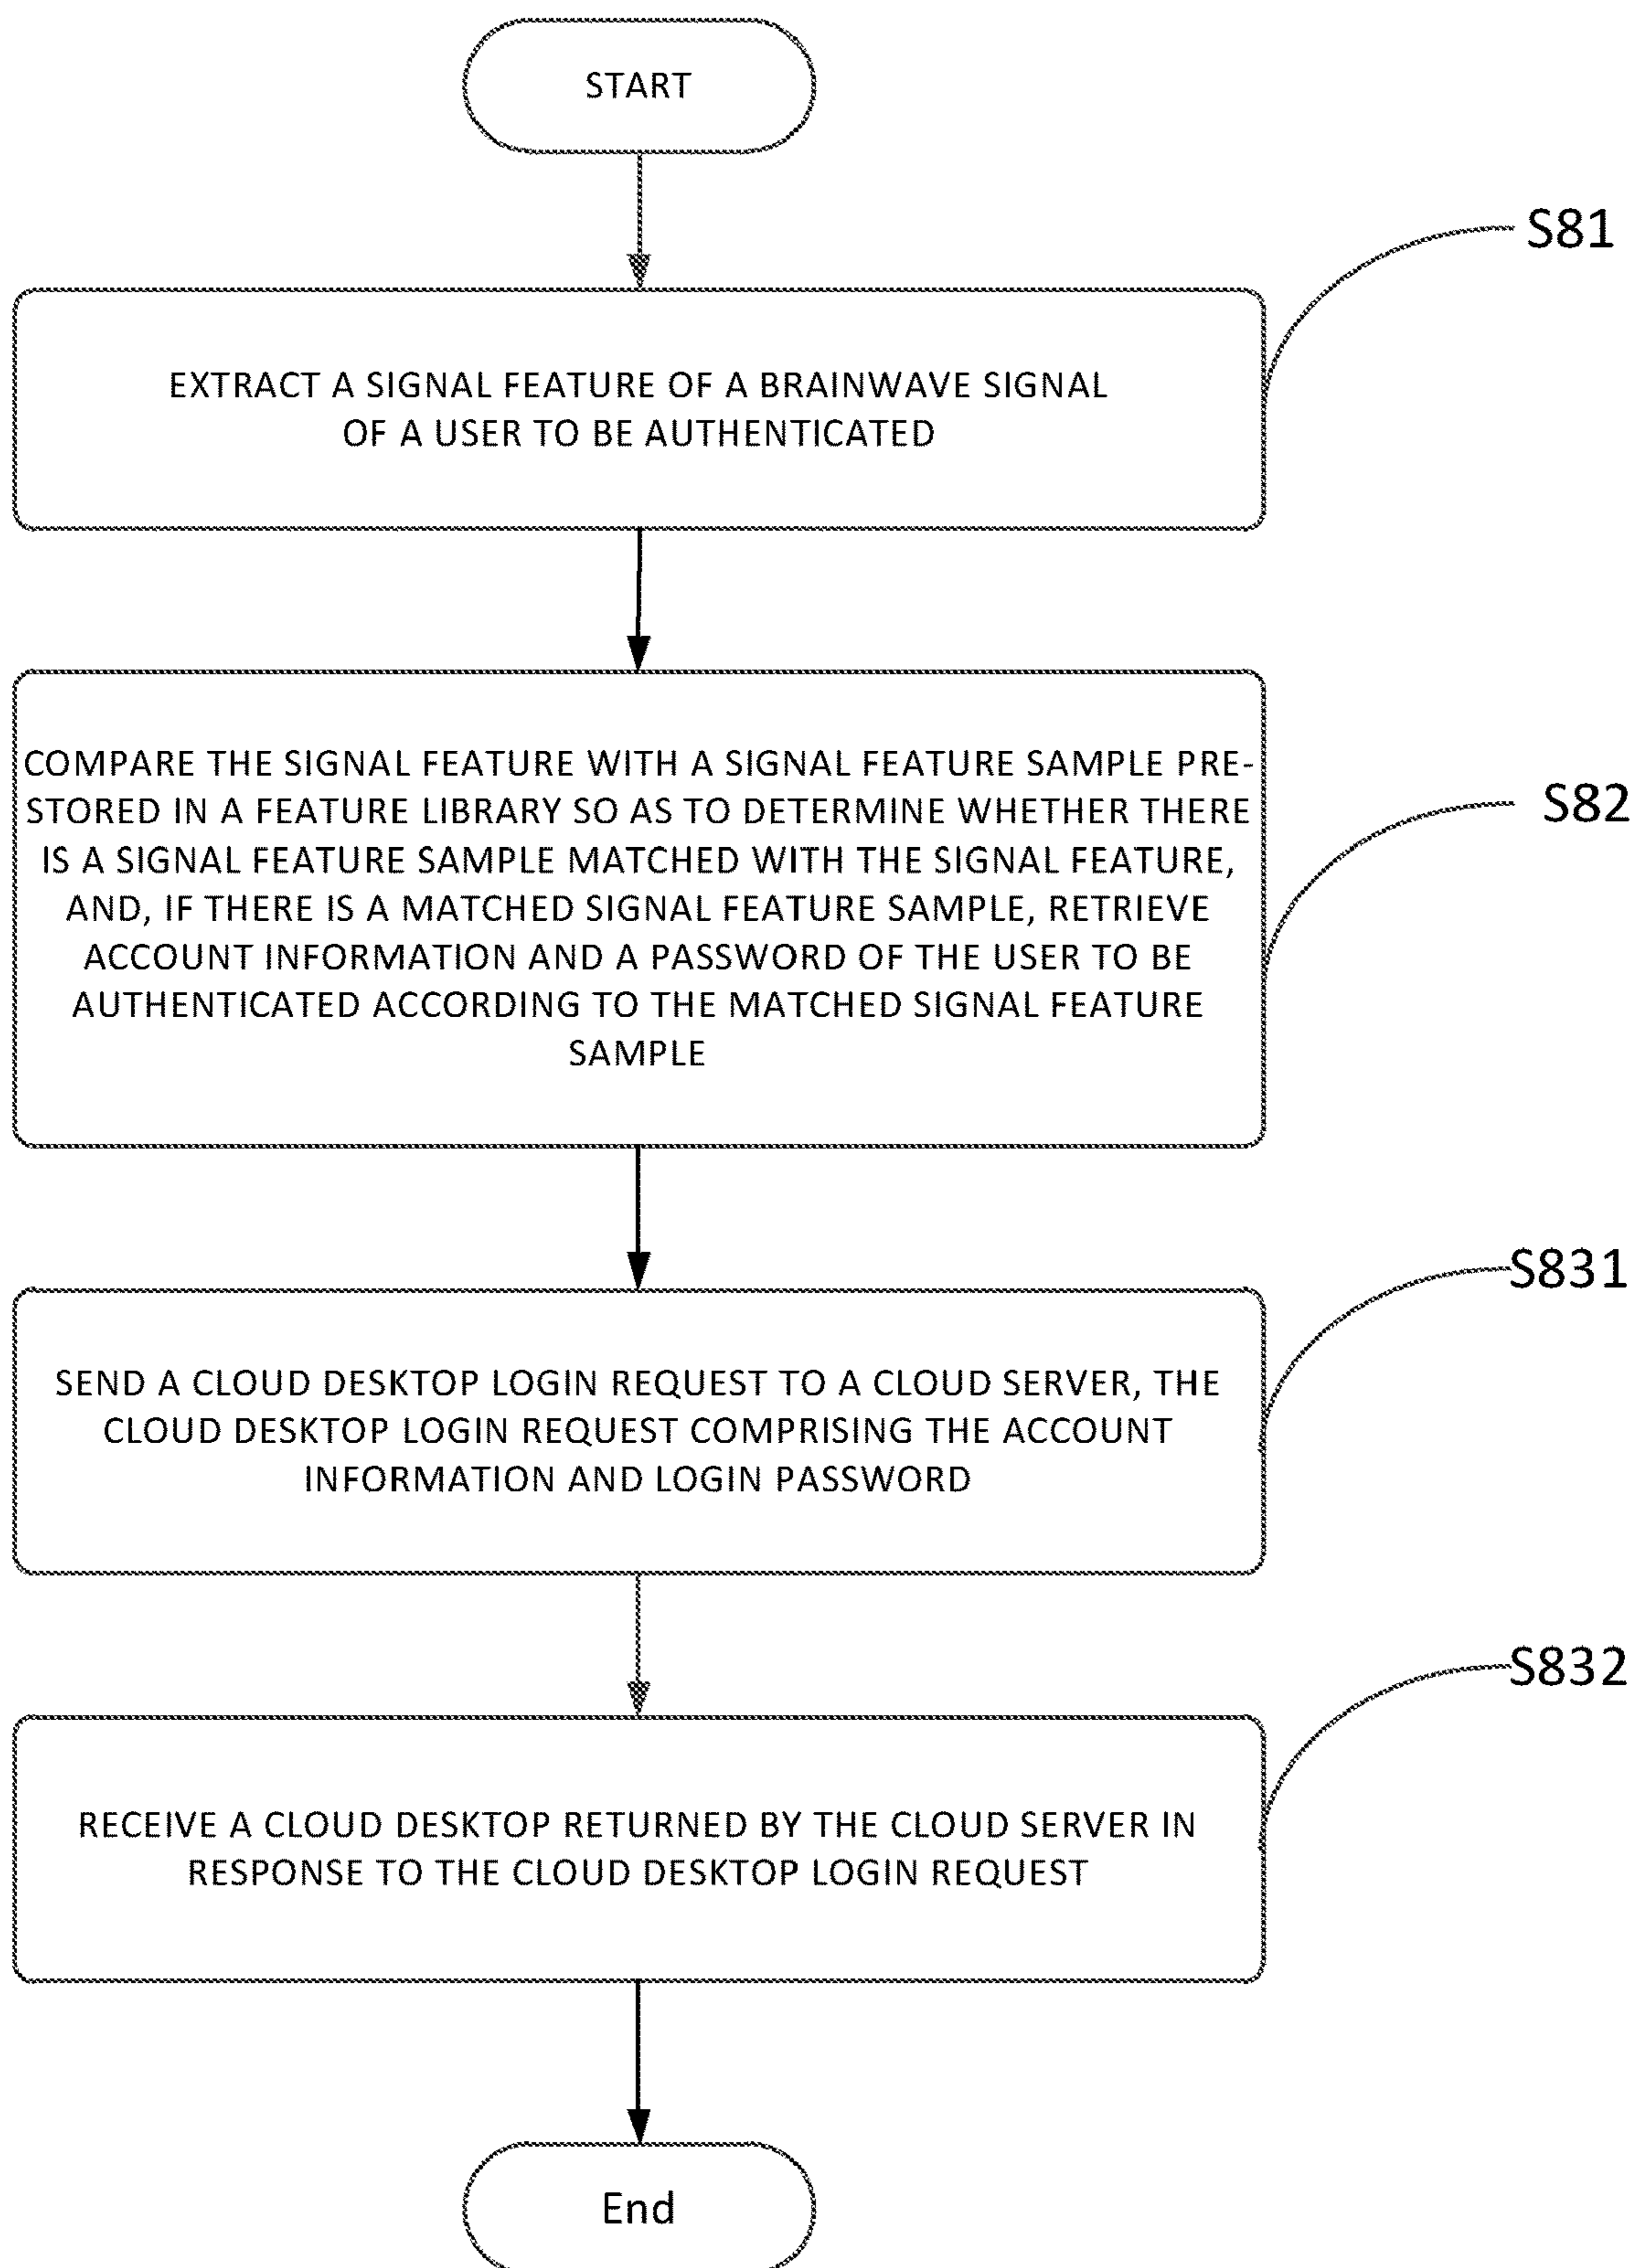 START
S81
EXTRACT A SIGNAL FEATURE OF A BRAINWAVE SIGNAL
OF A USER TO BE AUTHENTICATED
COMPARE THE SIGNAL FEATURE WITH A SIGNAL FEATURE SAMPLE PRE-
STORED IN A FEATURE LIBRARY SO AS TO DETERMINE WHETHER THERE
IS A SIGNAL FEATURE SAMPLE MATCHED WITH THE SIGNAL FEATURE,
AND, IF THERE IS A MATCHED SIGNAL FEATURE SAMPLE, RETRIEVE
ACCOUNT INFORMATION AND A PASSWORD OF THE USER TO BE
AUTHENTICATED ACCORDING TO THE MATCHED SIGNAL FEATURE
SAMPLE
S82
S831
SEND A CLOUD DESKTOP LOGIN REQUEST TO A CLOUD SERVER, THE
CLOUD DESKTOP LOGIN REQUEST COMPRISING THE ACCOUNT
INFORMATION AND LOGIN PASSWORD
S832
RECEIVE A CLOUD DESKTOP RETURNED BY THE CLOUD SERVER IN
RESPONSE TO THE CLOUD DESKTOP LOGIN REQUEST
End